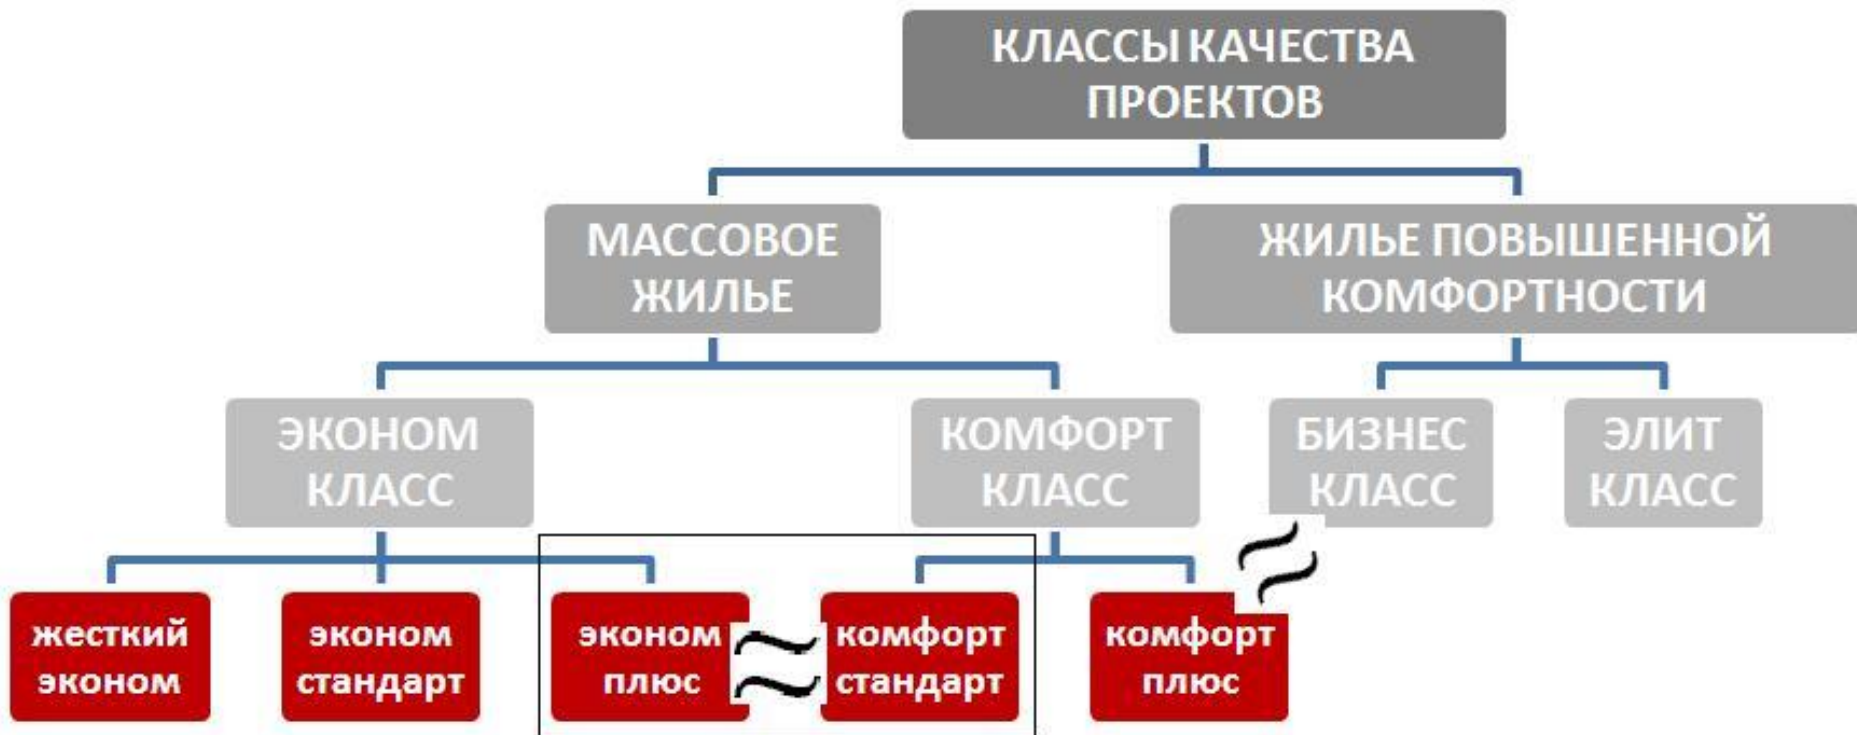 КЛАССЫ КАЧЕСТВА
ПРОЕКТОВ
МАССОВОЕ
ЖИЛЬЕ
ЖИЛЬЕ ПОВЫШЕННОЙ
КОМФОРТНОСТИ
ЭКОНОМ
КЛАСС
КОМФОРТ
КЛАСС
БИЗНЕС
КЛАСС
ЭЛИТ
КЛАСС
жесткий
эконом
эконом
стандарт
эконом
плюс
≈
комфорт
стандарт
комфорт
плюс
≈